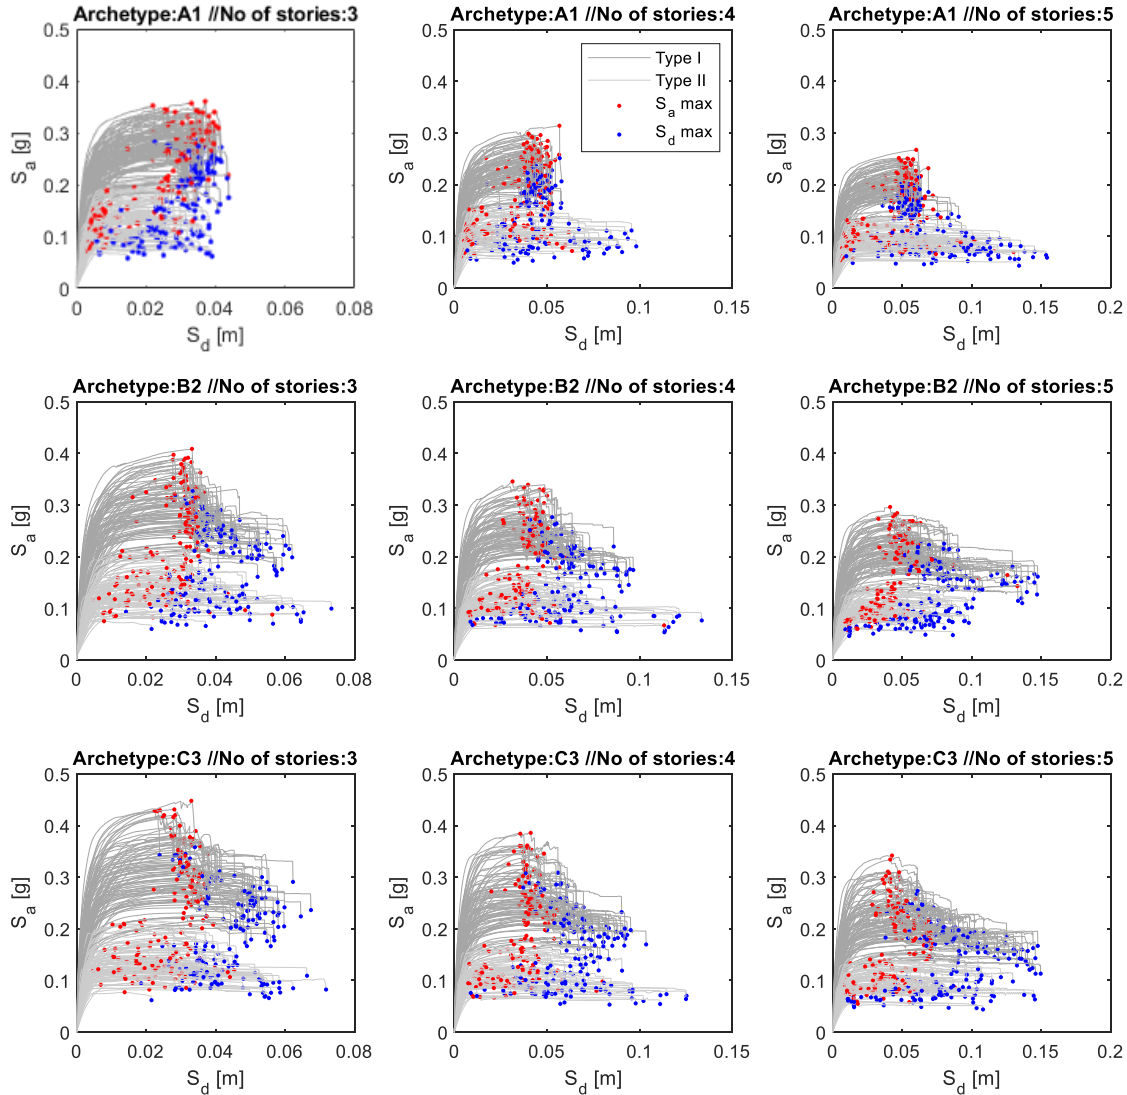 Archetype:A1 //No of stories:3
0.5
0.4
0.3
0.2
0.1
0
S_a [g]
0 0.02 0.04 0.06 0.08
S_d [m]
Archetype:A1 //No of stories:4
0.5
0.4
0.3
0.2
0.1
0
S_a [g]
Type I
Type II
S_a max
S_d max
0 0.05 0.1 0.15
S_d [m]
Archetype:A1 //No of stories:5
0.5
0.4
0.3
0.2
0.1
0
S_a [g]
0 0.05 0.1 0.15 0.2
S_d [m]
Archetype:B2 //No of stories:3
0.5
0.4
0.3
0.2
0.1
0
S_a [g]
0 0.02 0.04 0.06 0.08
S_d [m]
Archetype:B2 //No of stories:4
0.5
0.4
0.3
0.2
0.1
0
S_a [g]
0 0.05 0.1 0.15
S_d [m]
Archetype:B2 //No of stories:5
0.5
0.4
0.3
0.2
0.1
0
S_a [g]
0 0.05 0.1 0.15 0.2
S_d [m]
Archetype:C3 //No of stories:3
0.5
0.4
0.3
0.2
0.1
0
S_a [g]
0 0.02 0.04 0.06 0.08
S_d [m]
Archetype:C3 //No of stories:4
0.5
0.4
0.3
0.2
0.1
0
S_a [g]
0 0.05 0.1 0.15
S_d [m]
Archetype:C3 //No of stories:5
0.5
0.4
0.3
0.2
0.1
0
S_a [g]
0 0.05 0.1 0.15 0.2
S_d [m]